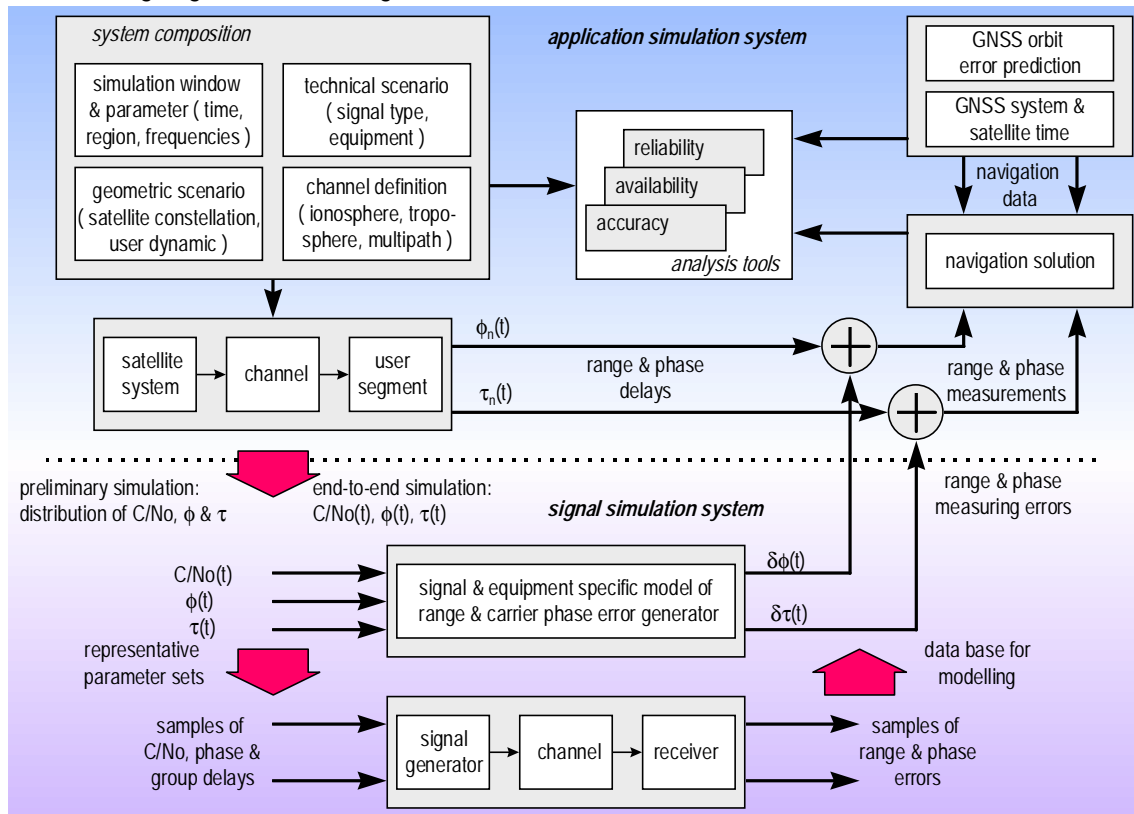 system composition
simulation window
& parameter ( time,
region, frequencies )
technical scenario
( signal type,
equipment )
geometric scenario
( satellite constellation,
user dynamic )
channel definition
( ionosphere, tropo-
sphere, multipath )
application simulation system
reliability
availability
accuracy
analysis tools
GNSS orbit
error prediction
GNSS system &
satellite time
navigation
data
navigation solution
satellite
system
channel
user
segment
ϕn(t)
range & phase
delays
τn(t)
range & phase
measurements
preliminary simulation:
distribution of C/No, ϕ & τ
end-to-end simulation:
C/No(t), ϕ(t), τ(t)
signal simulation system
range & phase
measuring errors
C/No(t)
ϕ(t)
τ(t)
signal & equipment specific model of
range & carrier phase error generator
δϕ(t)
δτ(t)
representative
parameter sets
data base for
modelling
samples of
C/No, phase &
group delays
signal
generator
channel
receiver
samples of
range & phase
errors